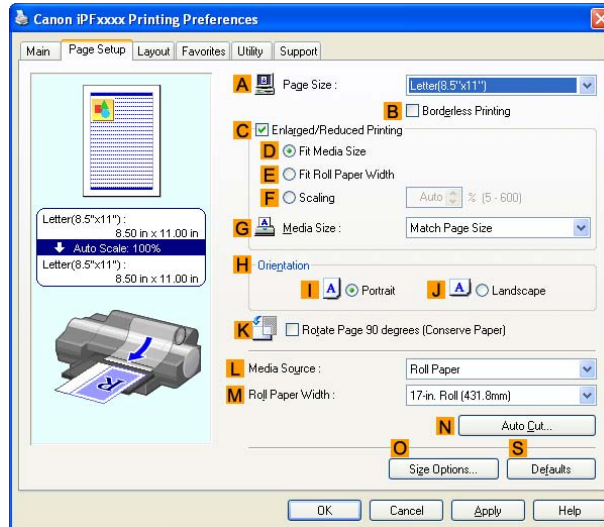 Canon iPFxxxx Printing Preferences
Main Page Setup Layout Favorites Utility Support
A Page Size : Letter(8.5"x11")
B Borderless Printing
C Enlarged/Reduced Printing
D Fit Media Size
E Fit Roll Paper Width
F Scaling Auto % (5 - 600)
Letter(8.5"x11") :
8.50 in x 11.00 in
Auto Scale: 100%
Letter(8.5"x11") :
8.50 in x 11.00 in
G A Media Size : Match Page Size
H Orientation
I A Portrait J A Landscape
K Rotate Page 90 degrees (Conserve Paper)
R
L Media Source : Roll Paper
M Roll Paper Width : 17-in. Roll (431.8mm)
N Auto Cut...
O S
Size Options... Defaults
OK Cancel Apply Help